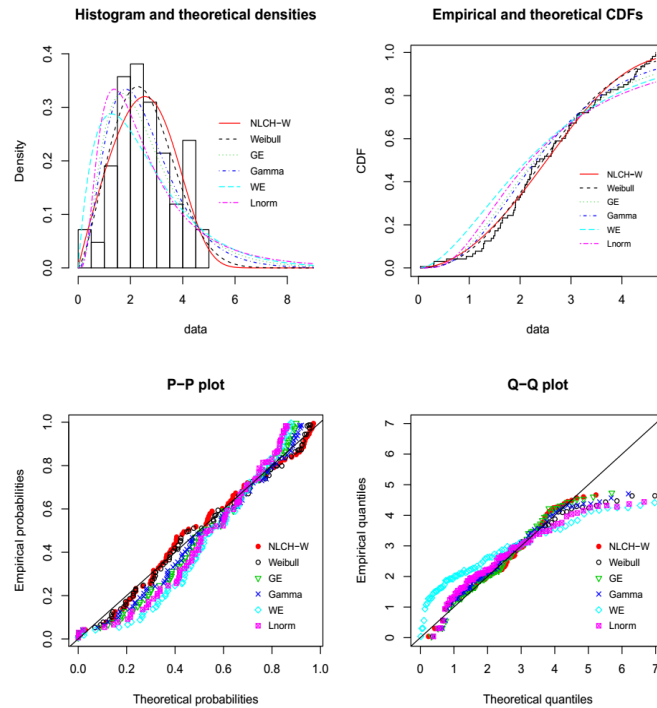 Histogram and theoretical densities
Density
0.0
0.1
0.2
0.3
0.4
NLCH−W
Weibull
GE
Gamma
WE
Lnorm
0
2
4
6
8
data
Empirical and theoretical CDFs
CDF
0.0
0.2
0.4
0.6
0.8
1.0
NLCH−W
Weibull
GE
Gamma
WE
Lnorm
0
1
2
3
4
data
P−P plot
Empirical probabilities
0.0
0.2
0.4
0.6
0.8
1.0
NLCH−W
Weibull
GE
Gamma
WE
Lnorm
0.0
0.2
0.4
0.6
0.8
1.0
Theoretical probabilities
Q−Q plot
Empirical quantiles
0
1
2
3
4
5
6
7
NLCH−W
Weibull
GE
Gamma
WE
Lnorm
0
1
2
3
4
5
6
7
Theoretical quantiles